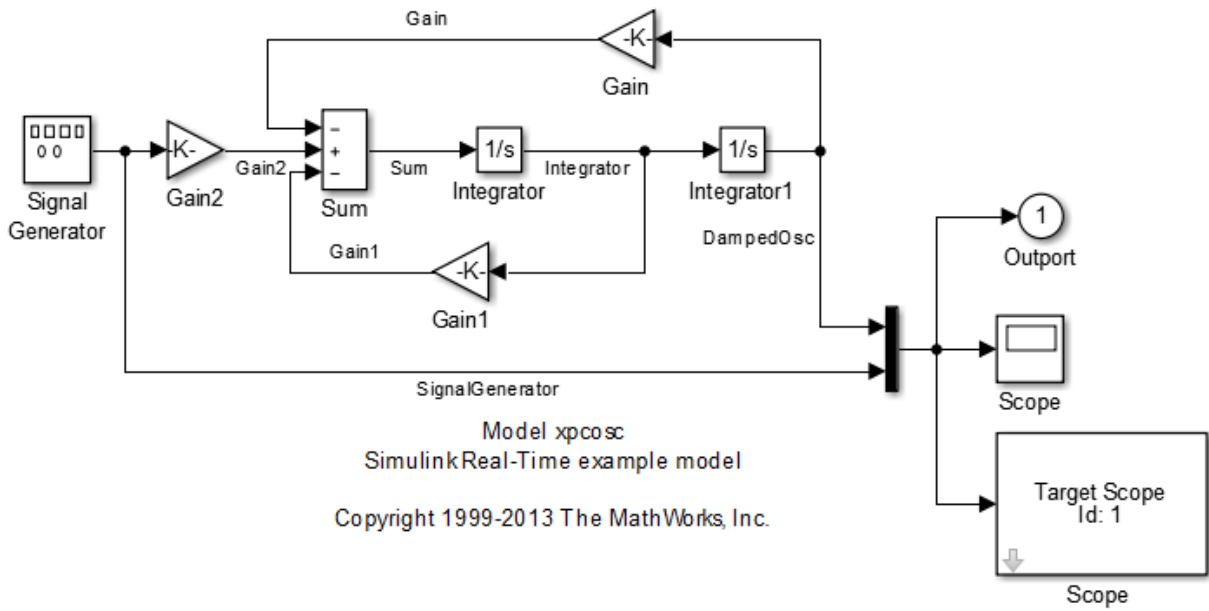 Gain
-K-
Gain
Signal
Generator
-K-
Gain2
Gain2
−
+
−
Sum
Sum
1/s
Integrator
Integrator
1/s
Integrator1
DampedOsc
Gain1
-K-
Gain1
SignalGenerator
1
Outport
Scope
Target Scope
Id: 1
Scope
Model xpcosc
Simulink Real-Time example model
Copyright 1999-2013 The MathWorks, Inc.